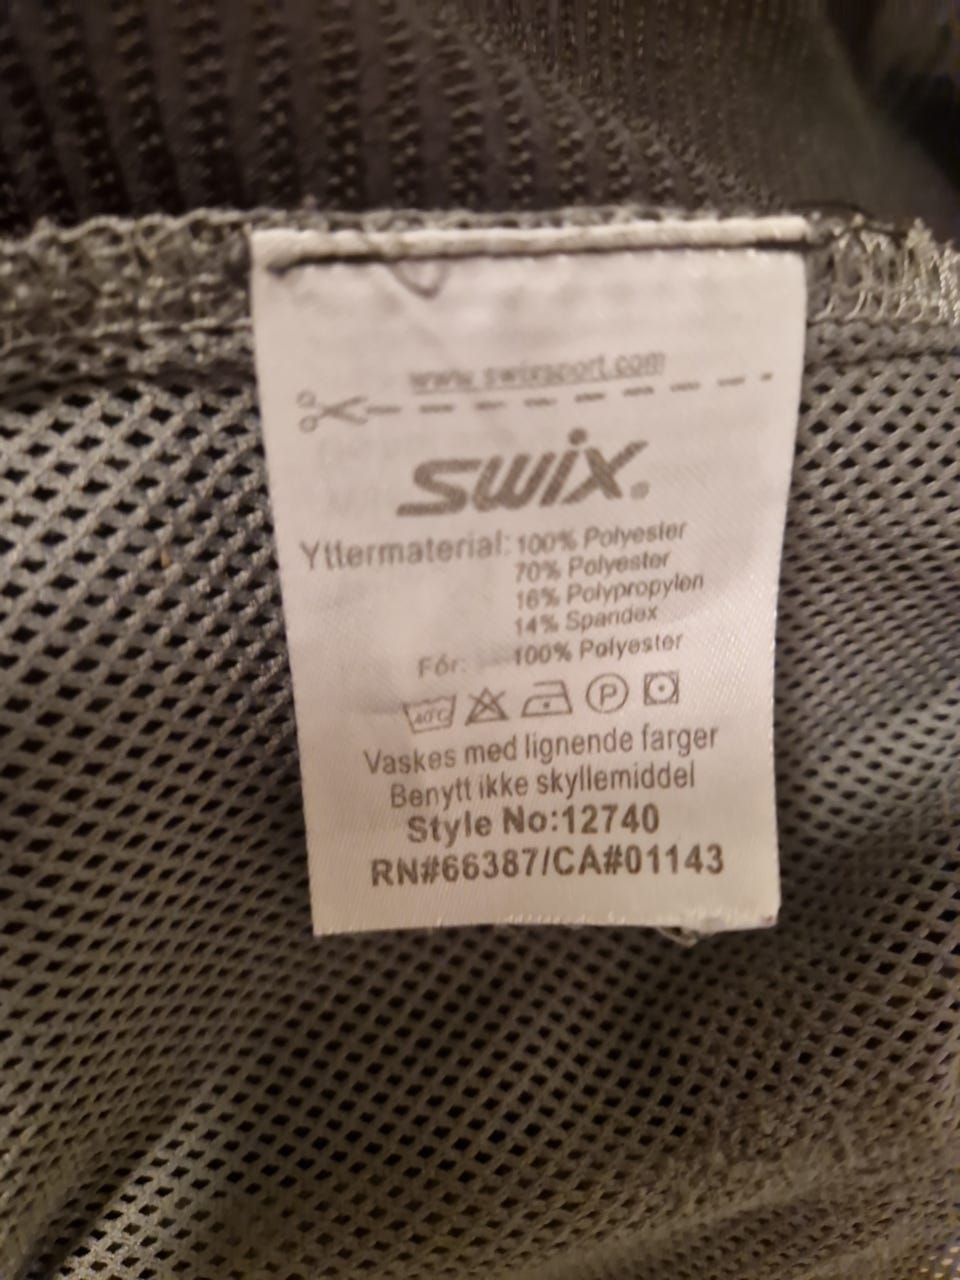 www.swixsport.com
swix
Yttermaterial: 100% Polyester
70% Polyester
16% Polypropylen
14% Spandex
Fôr: 100% Polyester
40°C P
Vaskes med lignende farger
Benytt ikke skyllemiddel
Style No:12740
RN#66387/CA#01143